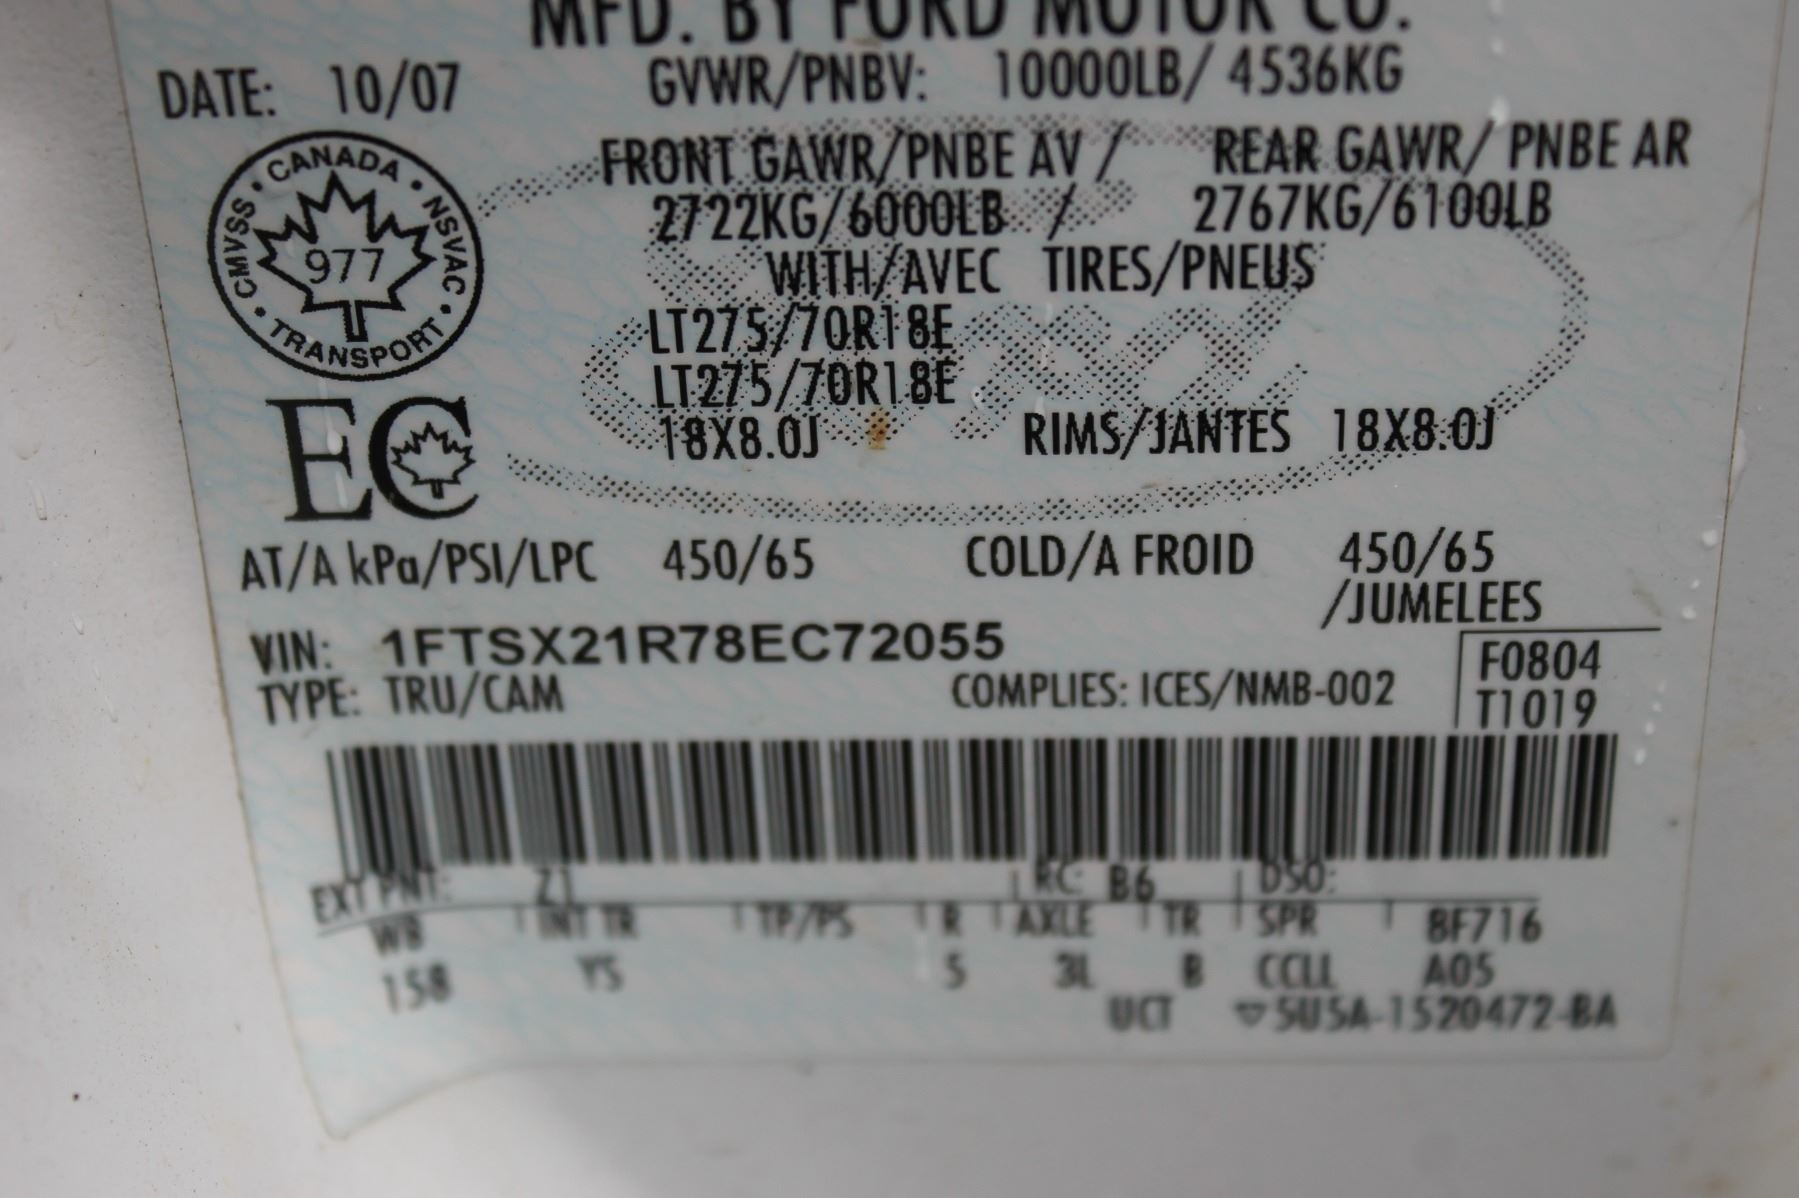 MFD. BY FORD MOTOR CO.
DATE: 10/07 GVWR/PNBV: 10000LB/ 4536KG
FRONT GAWR/PNBE AV / REAR GAWR/ PNBE AR
2722KG/6000LB / 2767KG/6100LB
WITH/AVEC TIRES/PNEUS
LT275/70R18E
LT275/70R18E
18X8.0J RIMS/JANTES 18X8.0J
CANADA • NSVAC • TRANSPORT • CMVSS •
977
EC
Ford
AT/A kPa/PSI/LPC 450/65 COLD/A FROID 450/65
/JUMELEES
VIN: 1FTSX21R78EC72055
TYPE: TRU/CAM COMPLIES: ICES/NMB-002
F0804
T1019
EXT PNT: Z1 RC: B6 DSO:
WB INT TR TP/PS R AXLE TR SPR 8F716
158 YS 5 3L B CCLL A05
UCT 5U5A-1520472-BA